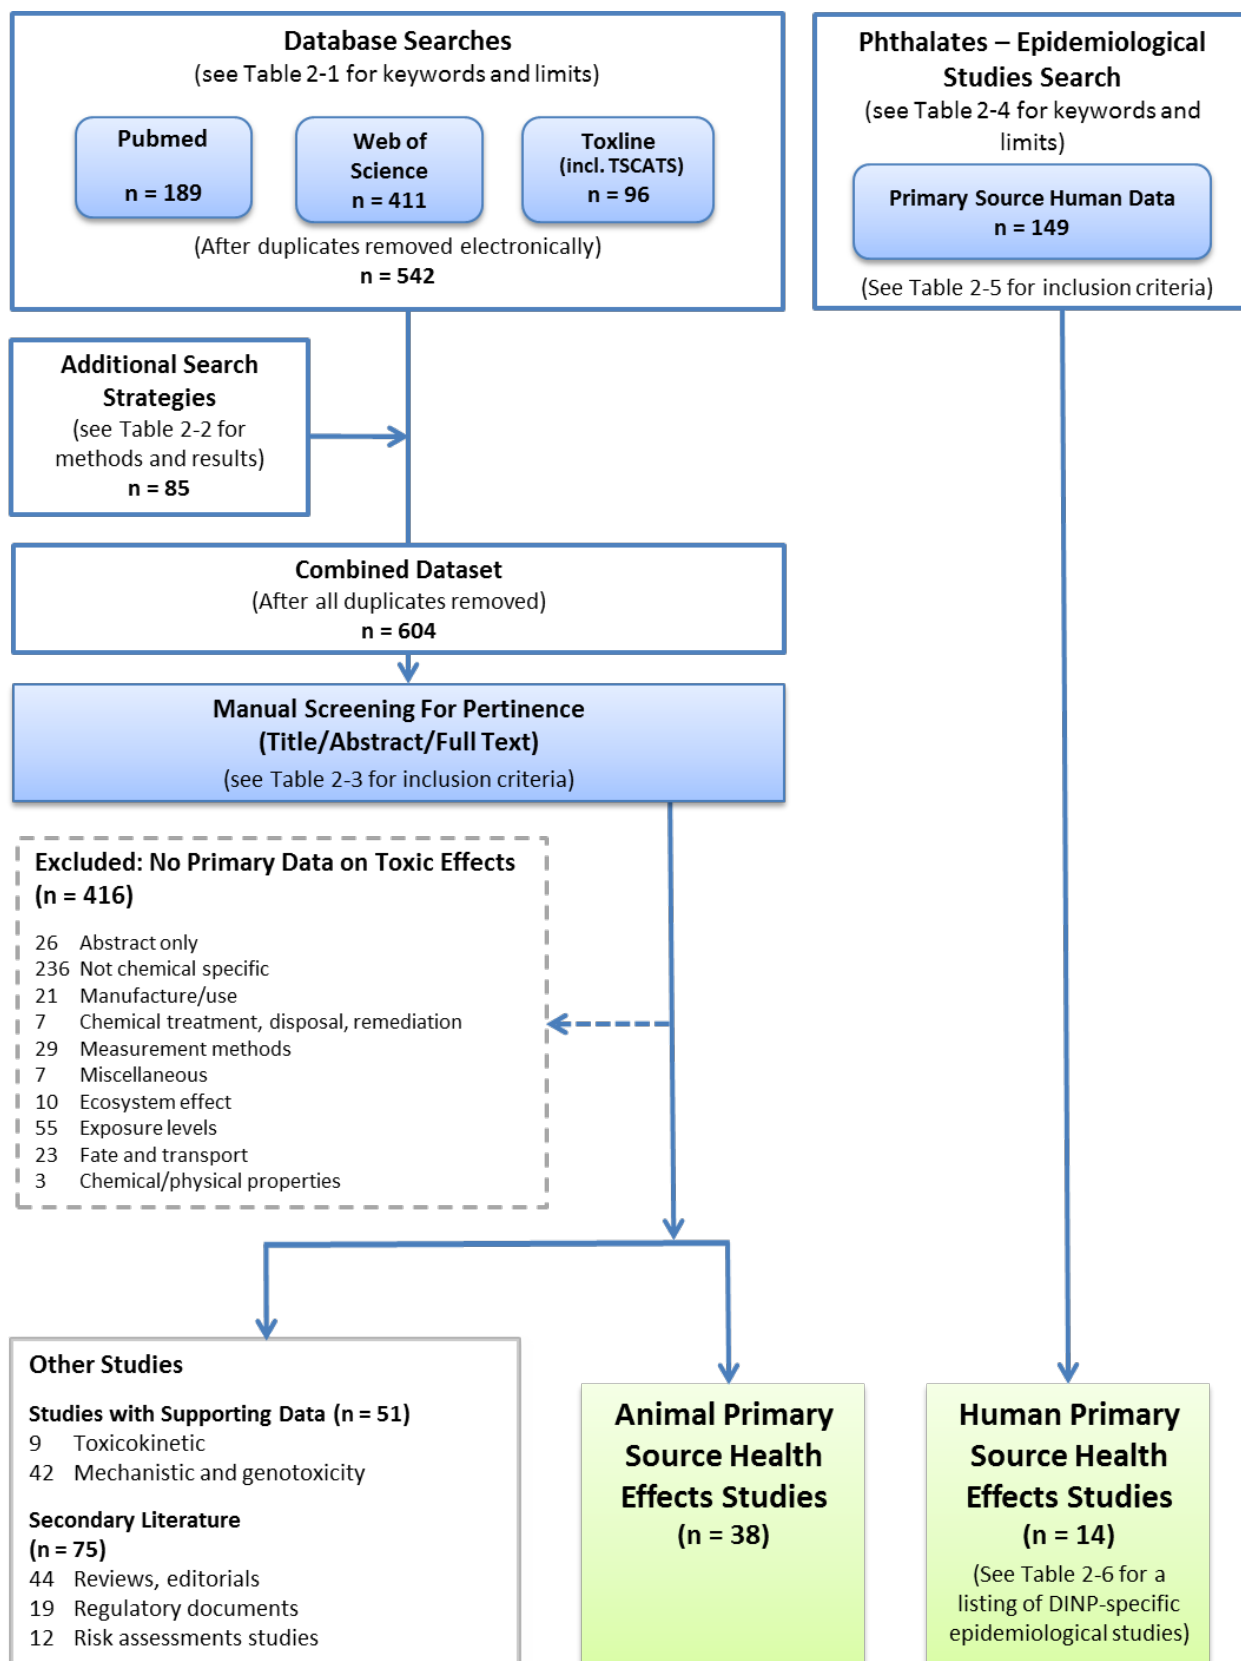 Database Searches
(see Table 2-1 for keywords and limits)
Pubmed
n = 189
Web of
Science
n = 411
Toxline
(incl. TSCATS)
n = 96
(After duplicates removed electronically)
n = 542
Phthalates – Epidemiological
Studies Search
(see Table 2-4 for keywords and
limits)
Primary Source Human Data
n = 149
(See Table 2-5 for inclusion criteria)
Additional Search
Strategies
(see Table 2-2 for
methods and results)
n = 85
Combined Dataset
(After all duplicates removed)
n = 604
Manual Screening For Pertinence
(Title/Abstract/Full Text)
(see Table 2-3 for inclusion criteria)
Excluded: No Primary Data on Toxic Effects
(n = 416)
26 Abstract only
236 Not chemical specific
21 Manufacture/use
7 Chemical treatment, disposal, remediation
29 Measurement methods
7 Miscellaneous
10 Ecosystem effect
55 Exposure levels
23 Fate and transport
3 Chemical/physical properties
Other Studies
Studies with Supporting Data (n = 51)
9 Toxicokinetic
42 Mechanistic and genotoxicity
Secondary Literature
(n = 75)
44 Reviews, editorials
19 Regulatory documents
12 Risk assessments studies
Animal Primary
Source Health
Effects Studies
(n = 38)
Human Primary
Source Health
Effects Studies
(n = 14)
(See Table 2-6 for a
listing of DINP-specific
epidemiological studies)